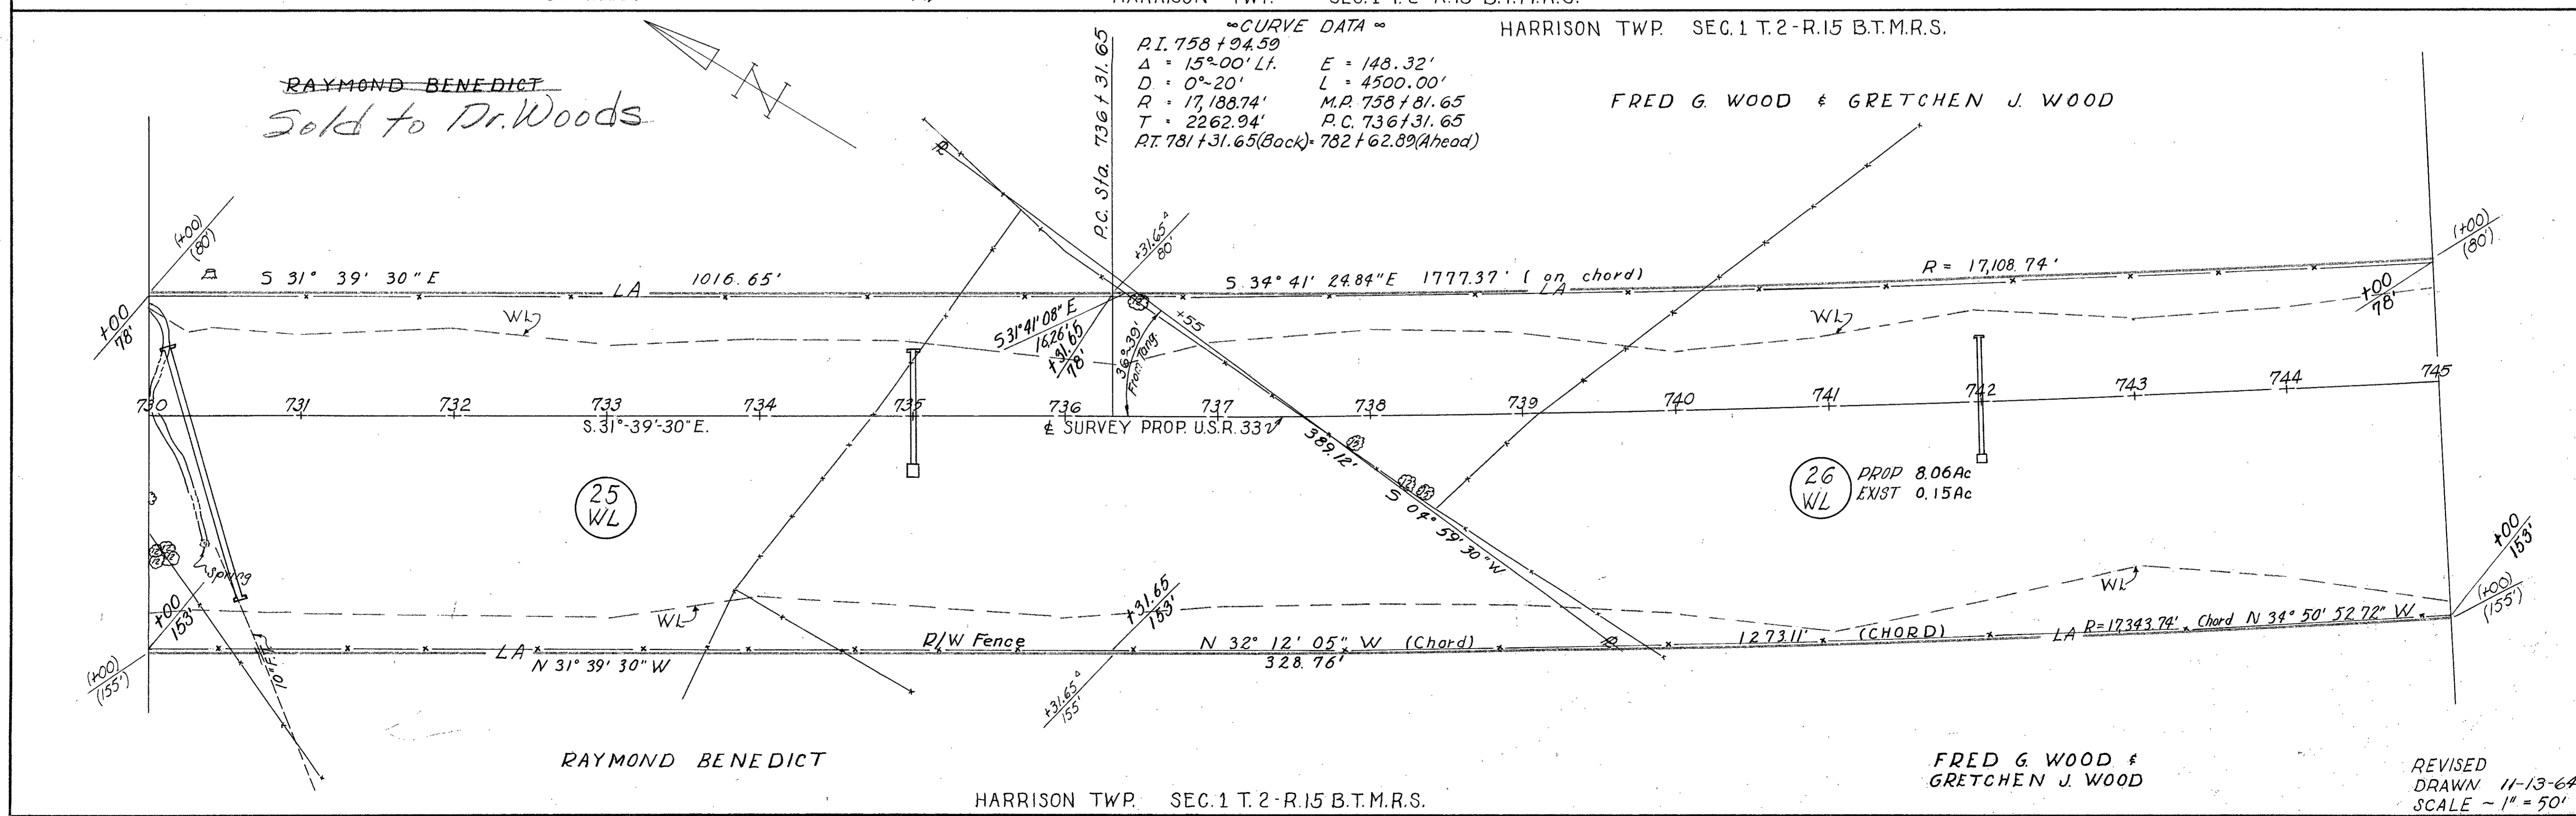 HARRISON TWP. SEC. 1 T. 2 - R. 15 B.T.M.R.S.
∞CURVE DATA∞
HARRISON TWP. SEC. 1 T. 2 - R. 15 B.T.M.R.S.
P.I. 758+94.59
Δ = 15°-00' Lt. E = 148.32'
D = 0°~20' L = 4500.00'
R = 17,188.74' M.P. 758+81.65
T = 2262.94' P.C. 736+31.65
P.T. 781+31.65(Back)= 782+62.89(Ahead)
RAYMOND BENEDICT
Sold to Dr. Woods
N
P.C. Sta. 736+31.65
FRED G. WOOD & GRETCHEN J. WOOD
(+00)
(80')
+00
78'
S 31° 39' 30" E
LA
1016.65'
+31.65
80'
S 34° 41' 24.84" E 1777.37' ( on chord)
LA
R = 17,108.74'
(+00)
(80')
+00
78'
WL
S 31° 41' 08" E
16.26'
+31.65
78'
36°-39'
From Tang.
+55
WL
730 731 732 733 734 735 736 737 738 739 740 741 742 743 744 745
S. 31°-39'-30" E.
℄ SURVEY PROP. U.S.R. 33
389.12'
S 04° 59' 30" W
12
25
WL
26
WL
PROP 8.06 Ac
EXIST 0.15 Ac
Spring
+00
153'
(+00)
(155')
WL
LA
N 31° 39' 30" W
R/W Fence
+31.65
153'
+31.65
155'
N 32° 12' 05" W (Chord)
328.76'
1273.11' (CHORD)
LA
R=17343.74' Chord N 34° 50' 52.72" W
WL
+00
153'
(+00)
(155')
RAYMOND BENEDICT
FRED G. WOOD &
GRETCHEN J. WOOD
HARRISON TWP. SEC. 1 T. 2 - R. 15 B.T.M.R.S.
REVISED
DRAWN 11-13-64
SCALE ~ 1" = 50'